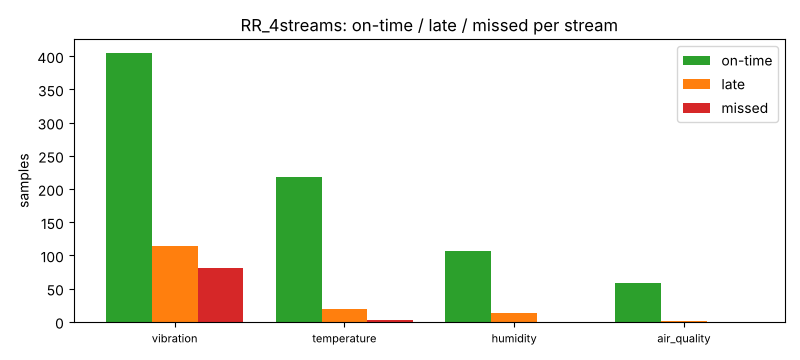 RR_4streams: on-time / late / missed per stream
on-time
late
missed
samples
400
350
300
250
200
150
100
50
0
vibration
temperature
humidity
air_quality